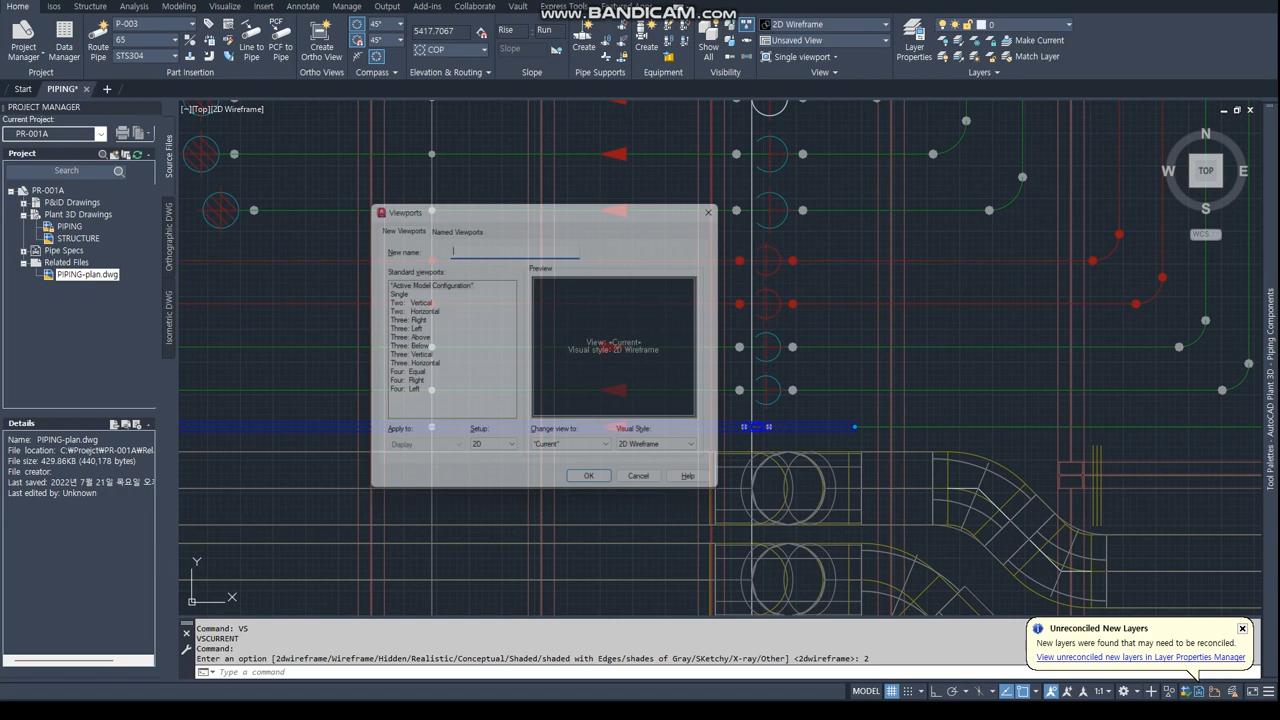 Home Isos Structure Analysis Modeling Visualize Insert Annotate Manage Output Add-ins Collaborate Vault Express Tools Featured Apps
www.BANDICAM.com
P-003
65
STS304
45°
45°
5417.7067
COP
Rise Run
Slope
2D Wireframe
Unsaved View
Single viewport
0
Make Current
Match Layer
Project Manager
Data Manager
Route Pipe
Line to Pipe
PCF to Pipe
Create Ortho View
Create
Create
Show All
Layer Properties
Project Part Insertion Ortho Views Compass Elevation & Routing Slope Pipe Supports Equipment Visibility View Layers
Start PIPING*
PROJECT MANAGER
Current Project:
PR-001A
Project
Search
PR-001A
P&ID Drawings
Plant 3D Drawings
PIPING
STRUCTURE
Pipe Specs
Related Files
PIPING-plan.dwg
Source Files
Orthographic DWG
Isometric DWG
Details
Name: PIPING-plan.dwg
File size: 429.86KB (440,178 bytes)
File creator:
Last edited by: Unknown
[−][Top][2D Wireframe]
N
W TOP E
S
WCS
Viewports
New Viewports Named Viewports
New name:
Standard viewports:
Preview
*Active Model Configuration*
Single
Two: Vertical
Two: Horizontal
Three: Right
Three: Left
Three: Above
Three: Below
Three: Vertical
Three: Horizontal
Four: Equal
Four: Right
Four: Left
View: *Current*
Visual style: 2D Wireframe
Apply to: Setup: Change view to: Visual Style:
Display 2D *Current* 2D Wireframe
OK Cancel Help
Y
X
Tool Palettes - AutoCAD Plant 3D - Piping Components
Command: VS
VSCURRENT
Command:
Enter an option [2dwireframe/Wireframe/Hidden/Realistic/Conceptual/Shaded/shaded with Edges/shades of Gray/SKetchy/X-ray/Other] <2dwireframe>: 2
Type a command
Unreconciled New Layers
New layers were found that may need to be reconciled.
View unreconciled new layers in Layer Properties Manager
MODEL 1:1